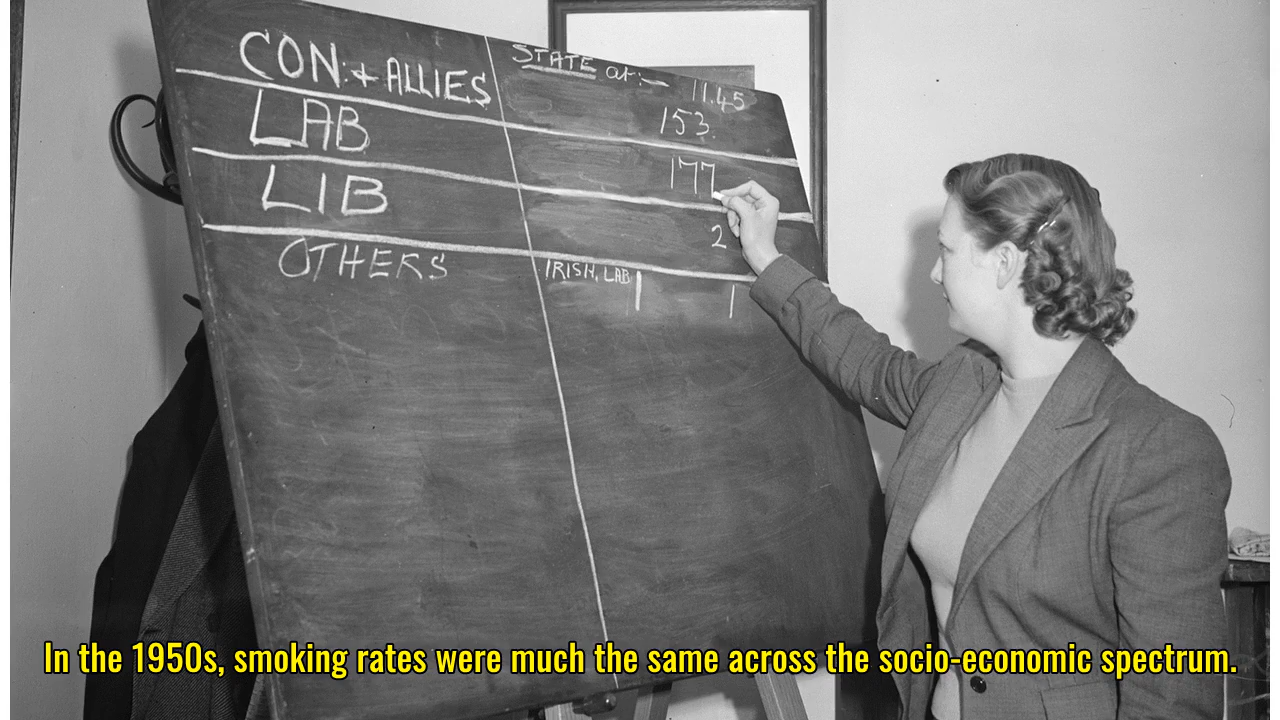 CON: + ALLIES
STATE at:— 11.45
153.
LAB
177
LIB
2
OTHERS
IRISH, LAB 1
1
In the 1950s, smoking rates were much the same across the socio-economic spectrum.